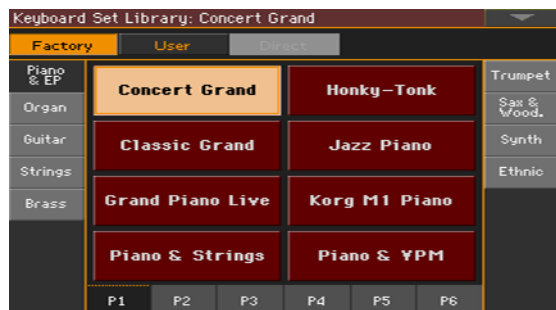 Keyboard Set Library: Concert Grand
Factory User Direct
Piano
& EP
Organ
Guitar
Strings
Brass
Concert Grand Honky-Tonk
Classic Grand Jazz Piano
Grand Piano Live Korg M1 Piano
Piano & Strings Piano & VPM
Trumpet
Sax &
Wood.
Synth
Ethnic
P1 P2 P3 P4 P5 P6